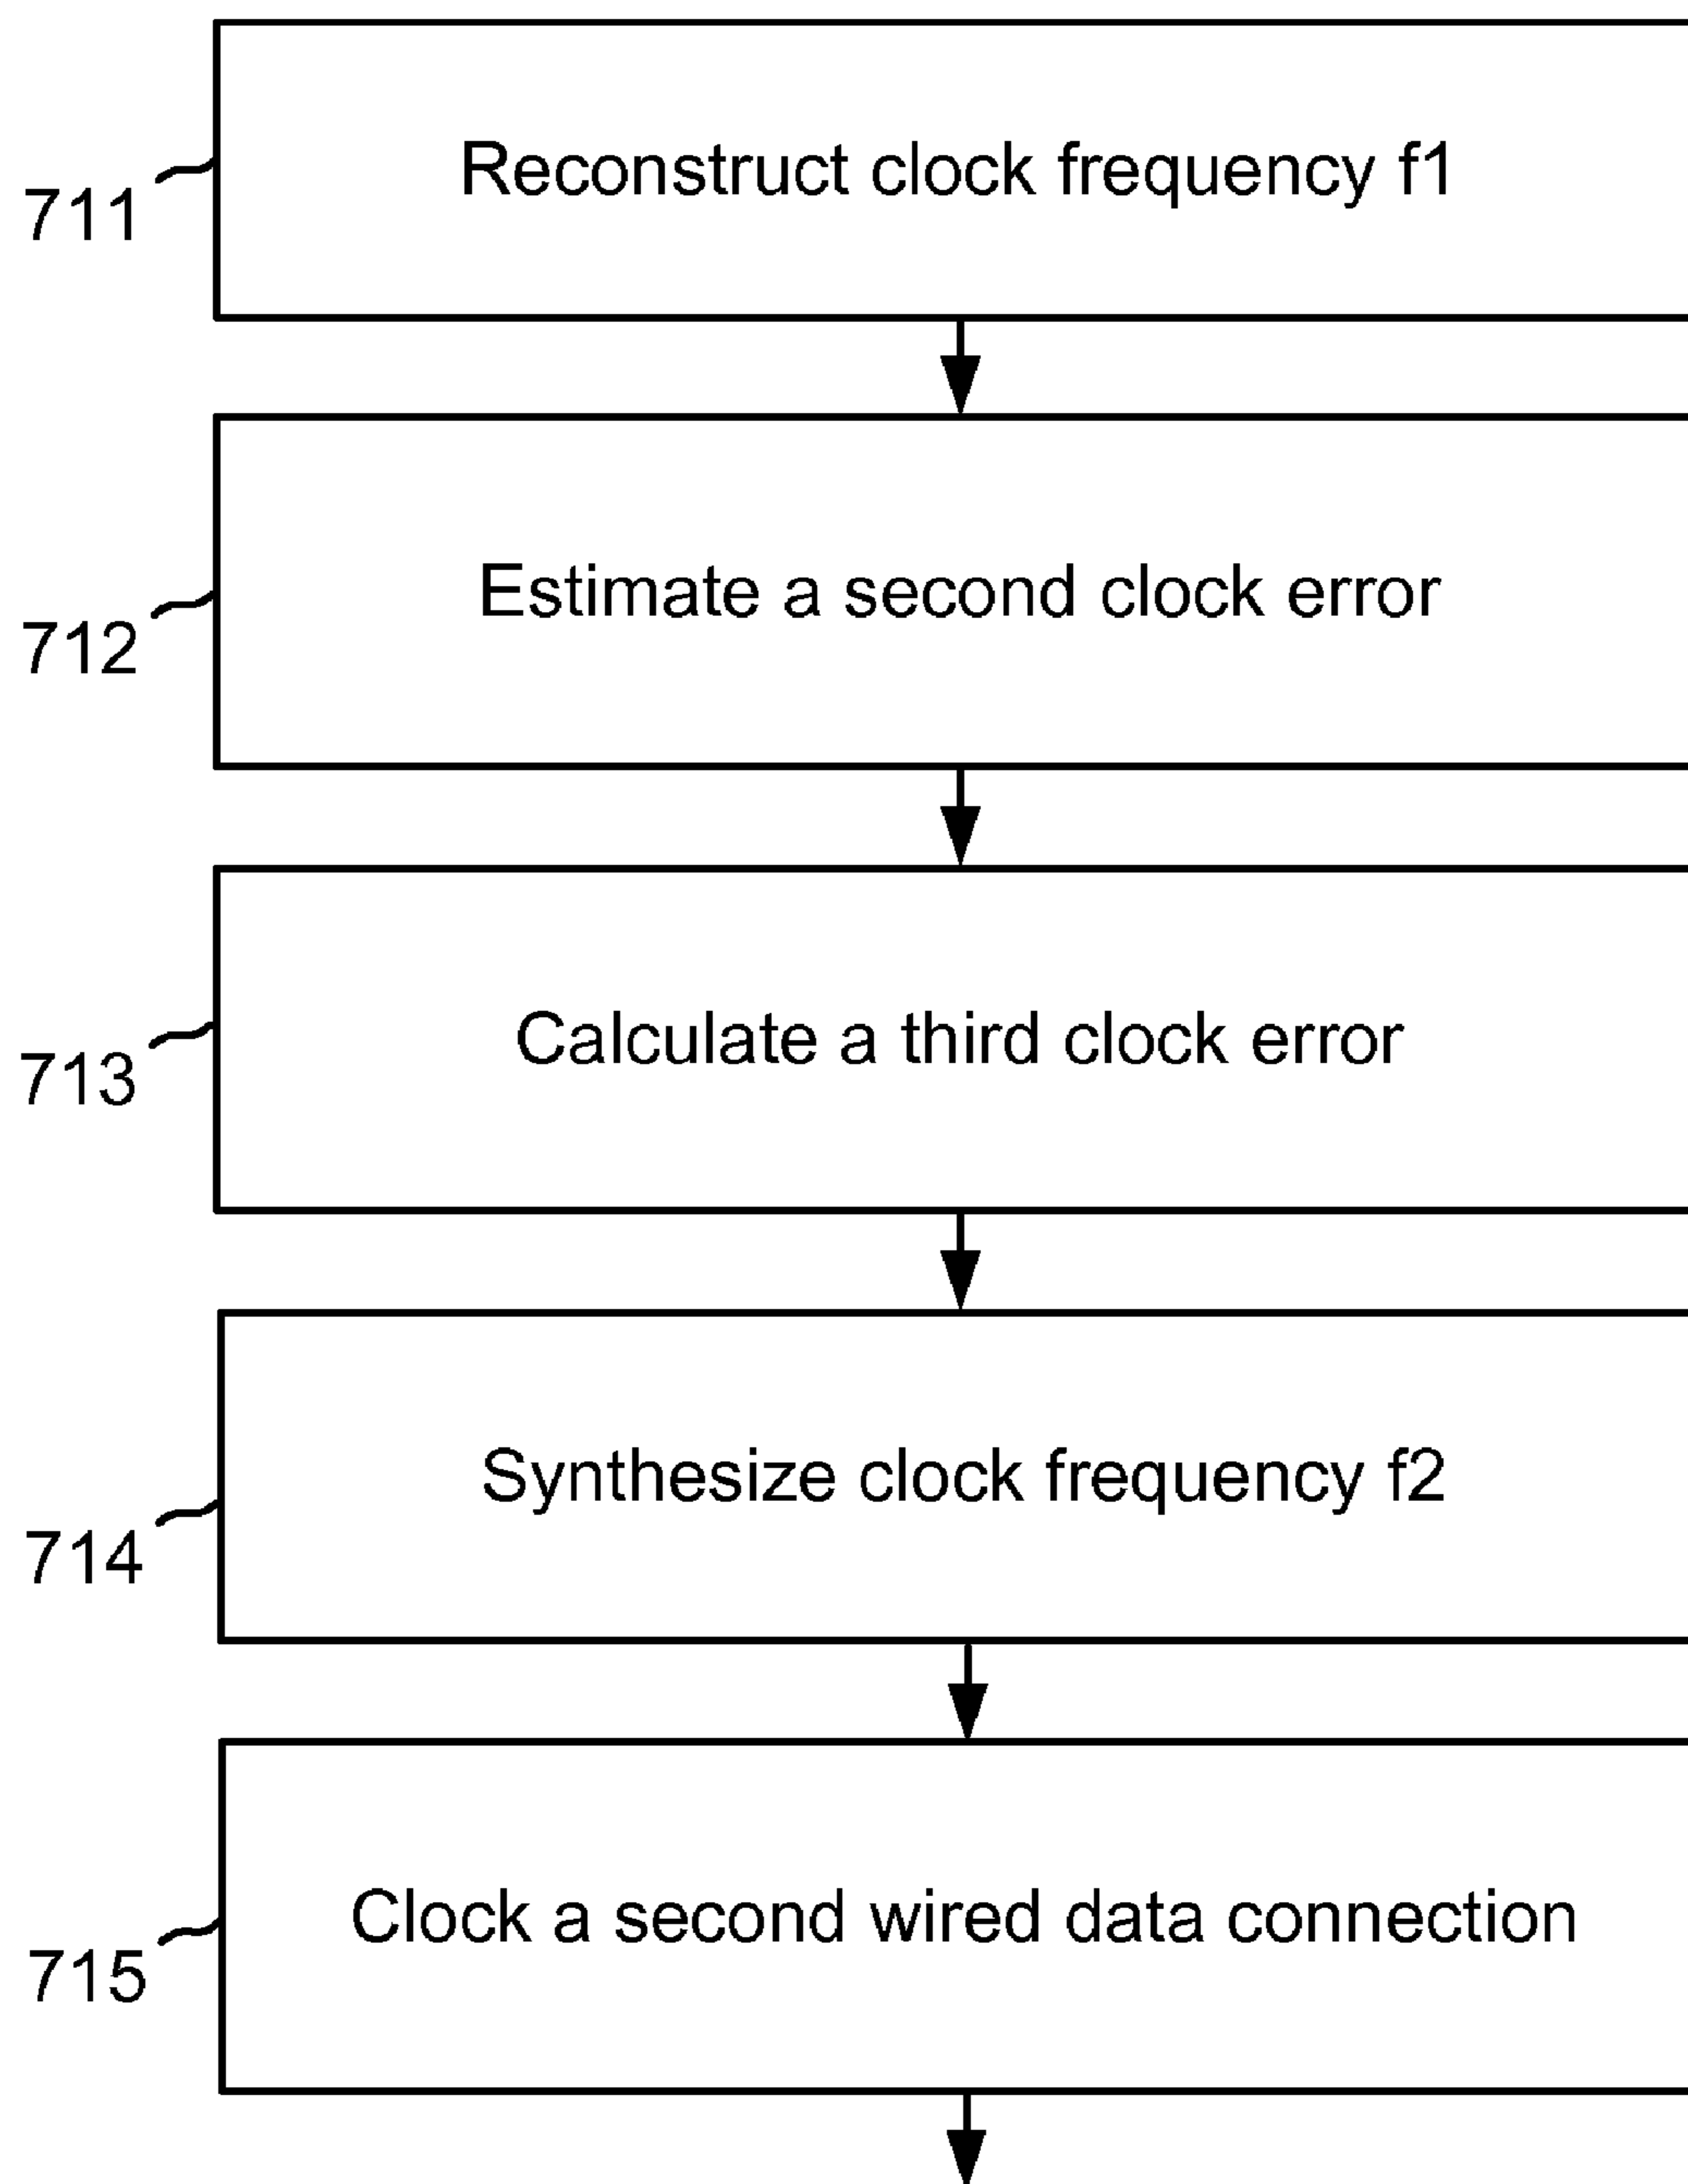 Reconstruct clock frequency f1
711
Estimate a second clock error
712
Calculate a third clock error
713
Synthesize clock frequency f2
714
Clock a second wired data connection
715